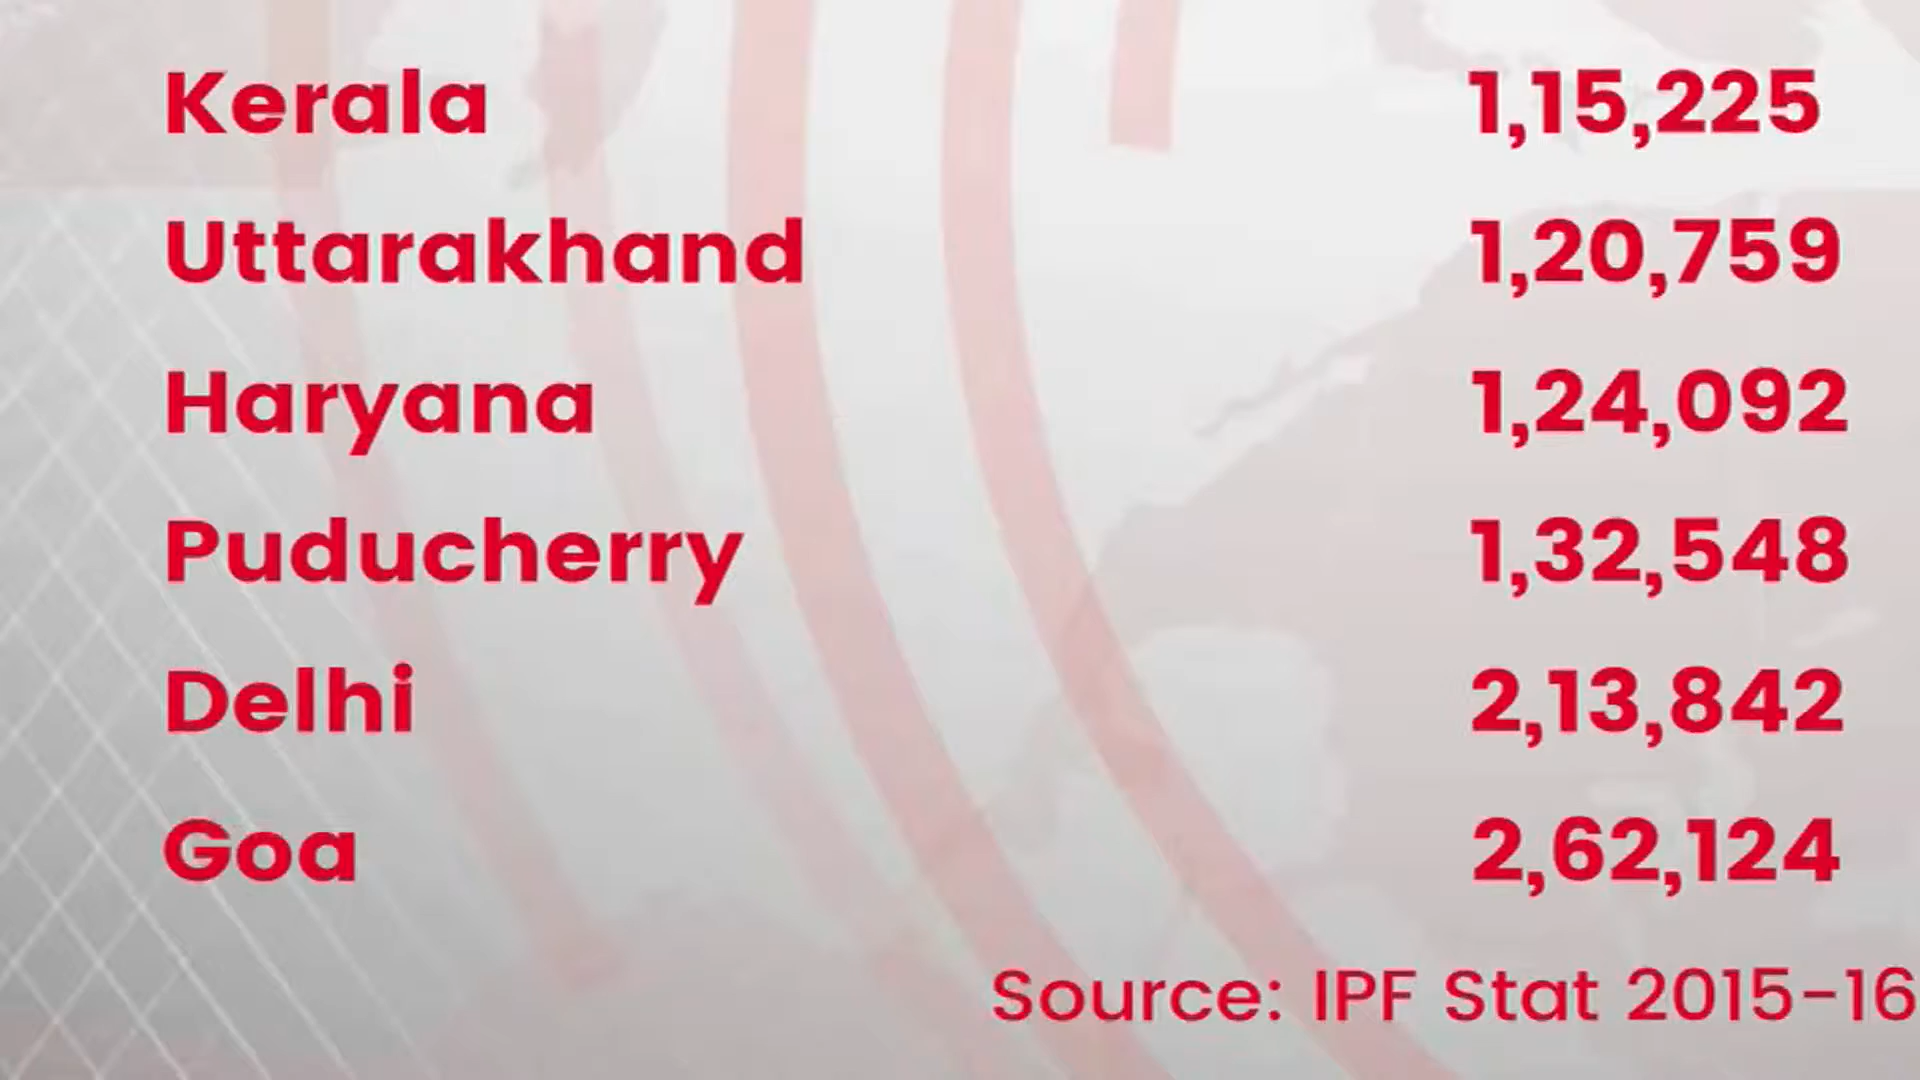 Kerala 1,15,225
Uttarakhand 1,20,759
Haryana 1,24,092
Puducherry 1,32,548
Delhi 2,13,842
Goa 2,62,124
Source: IPF Stat 2015-16